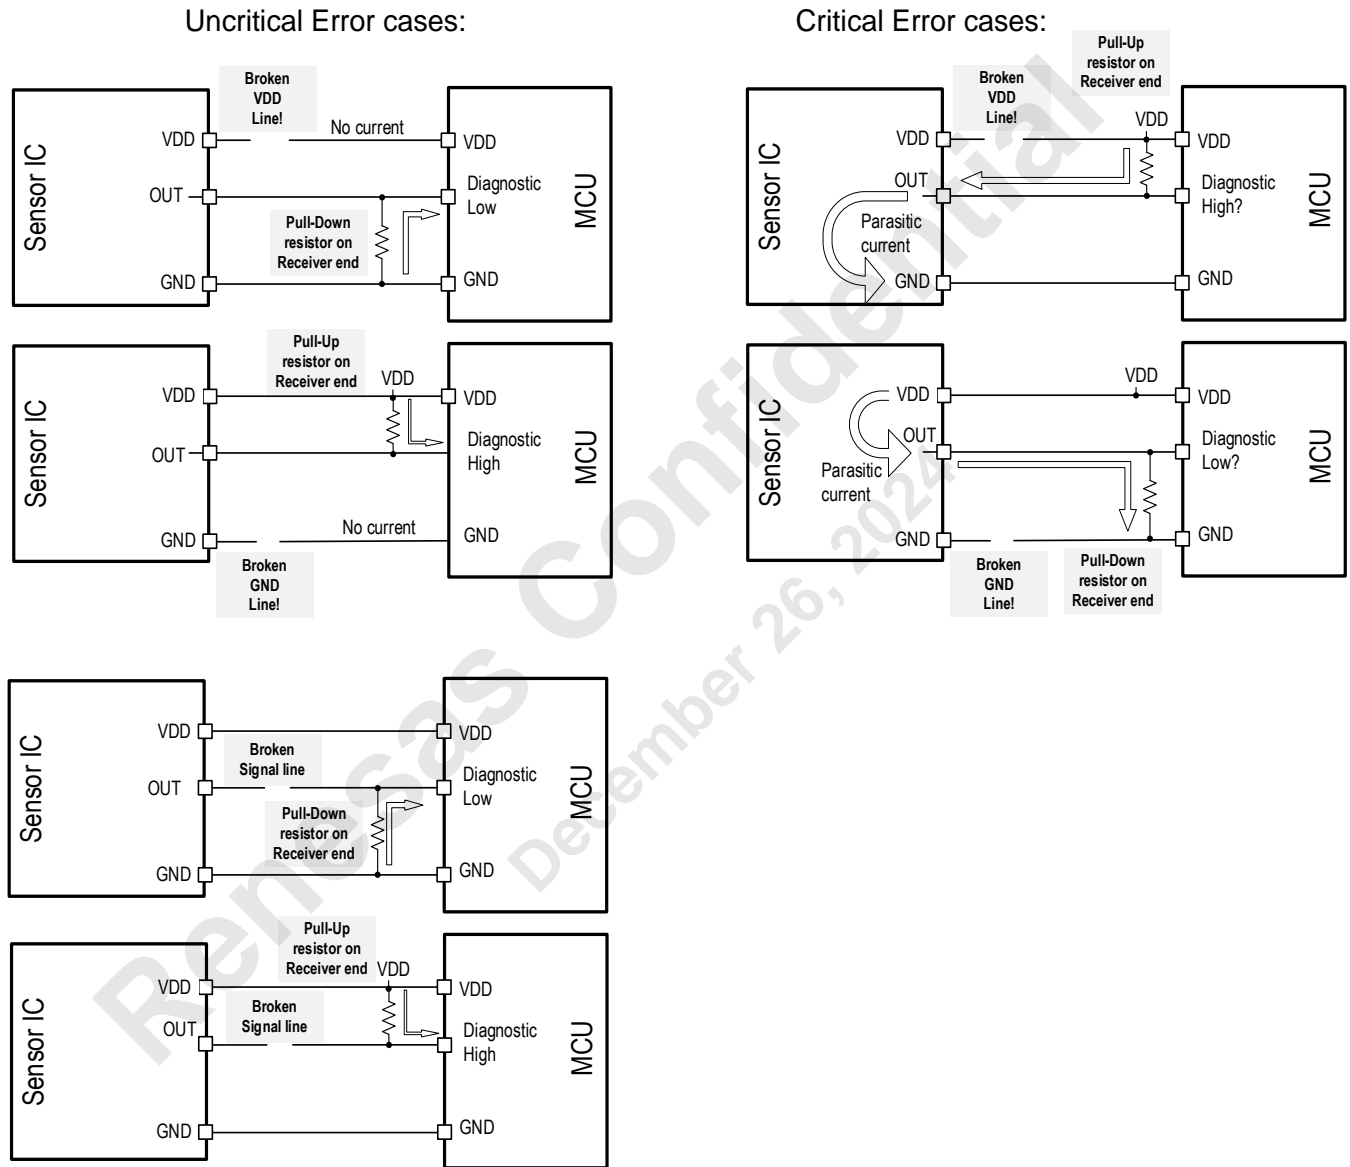 Uncritical Error cases:
Critical Error cases:
Broken
VDD
Line!
No current
Sensor IC
VDD
OUT
GND
Pull-Down
resistor on
Receiver end
VDD
Diagnostic
Low
GND
MCU
Pull-Up
resistor on
Receiver end
Broken
VDD
Line!
VDD
Sensor IC
VDD
OUT
Parasitic
current
GND
VDD
Diagnostic
High?
GND
MCU
Pull-Up
resistor on
Receiver end
VDD
Sensor IC
VDD
OUT
GND
No current
Broken
GND
Line!
VDD
Diagnostic
High
GND
MCU
VDD
Sensor IC
VDD
OUT
Parasitic
current
GND
Broken
GND
Line!
Pull-Down
resistor on
Receiver end
VDD
Diagnostic
Low?
GND
MCU
Sensor IC
VDD
OUT
GND
Broken
Signal line
Pull-Down
resistor on
Receiver end
VDD
Diagnostic
Low
GND
MCU
Pull-Up
resistor on
Receiver end
VDD
Sensor IC
VDD
OUT
GND
Broken
Signal line
VDD
Diagnostic
High
GND
MCU
Renesas Confidential
December 26, 2024